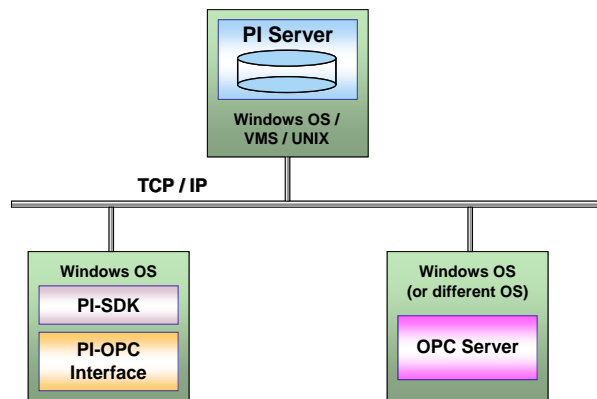 PI Server
Windows OS /
VMS / UNIX
TCP / IP
Windows OS
PI-SDK
PI-OPC
Interface
Windows OS
(or different OS)
OPC Server